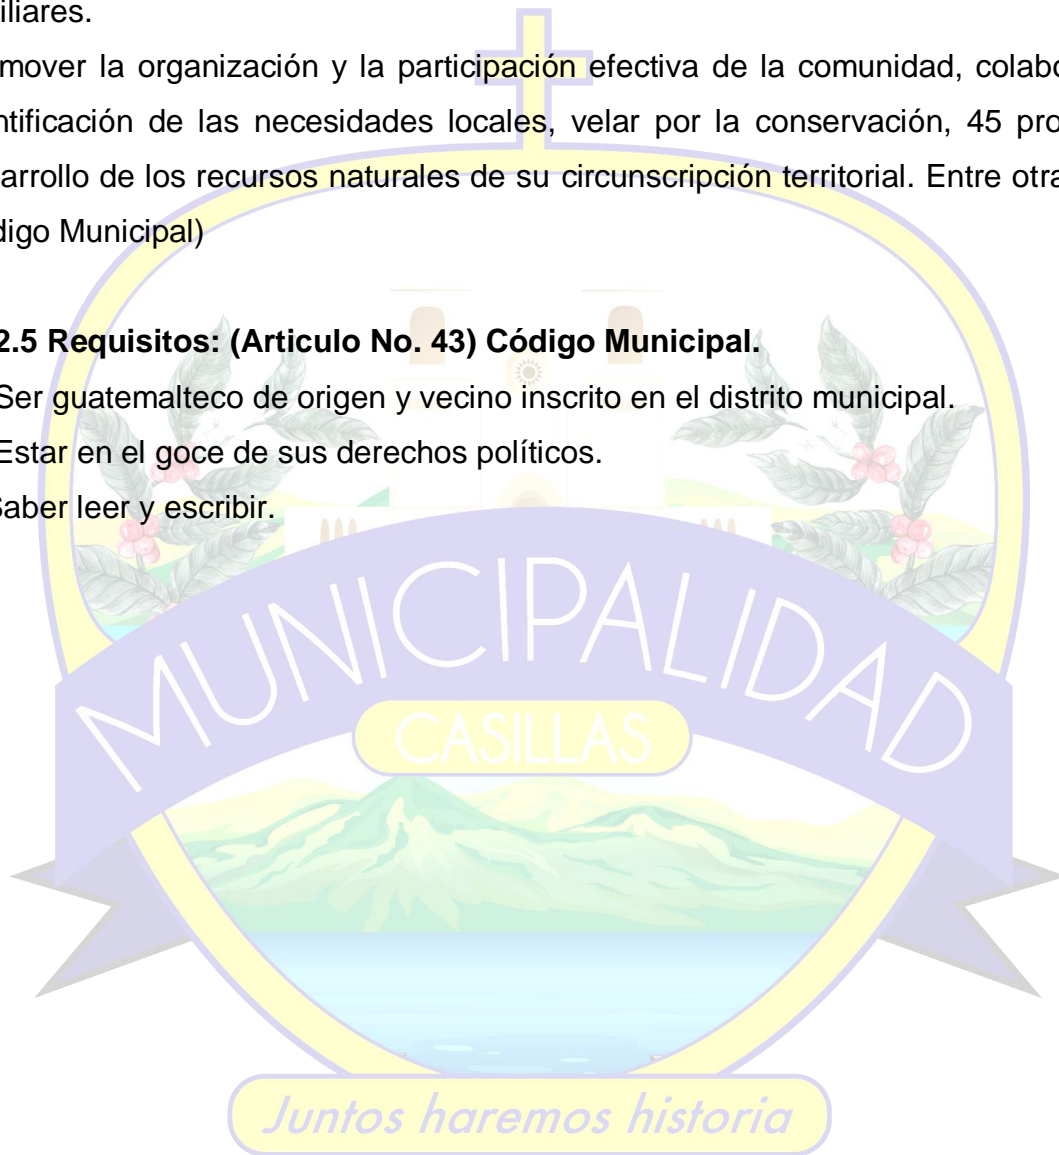 iliares.
mover la organización y la participación efectiva de la comunidad, colabo
ntificación de las necesidades locales, velar por la conservación, 45 pro
arrollo de los recursos naturales de su circunscripción territorial. Entre otra
digo Municipal)
2.5 Requisitos: (Articulo No. 43) Código Municipal.
Ser guatemalteco de origen y vecino inscrito en el distrito municipal.
Estar en el goce de sus derechos políticos.
Saber leer y escribir.
MUNICIPALIDAD
CASILLAS
Juntos haremos historia